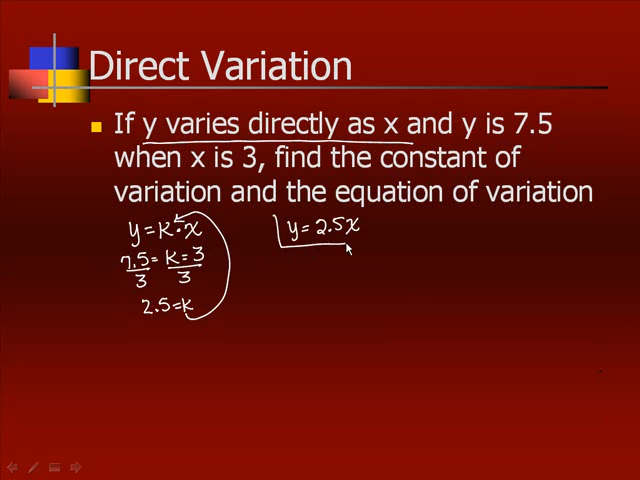 Direct Variation
If y varies directly as x and y is 7.5
when x is 3, find the constant of
variation and the equation of variation
y = k · x
y = 2.5x
7.5 = k = 3
3 3
2.5 = k